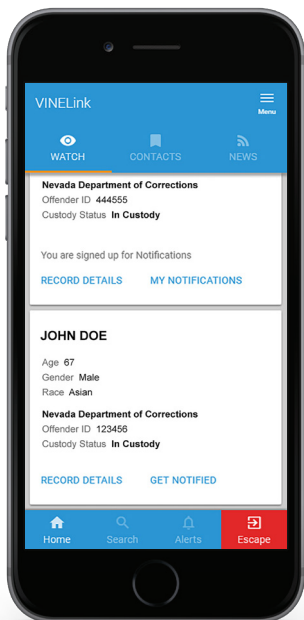 VINELink
Menu
WATCH CONTACTS NEWS
Nevada Department of Corrections
Offender ID 444555
Custody Status In Custody
You are signed up for Notifications
RECORD DETAILS MY NOTIFICATIONS
JOHN DOE
Age 67
Gender Male
Race Asian
Nevada Department of Corrections
Offender ID 123456
Custody Status In Custody
RECORD DETAILS GET NOTIFIED
Home Search Alerts Escape